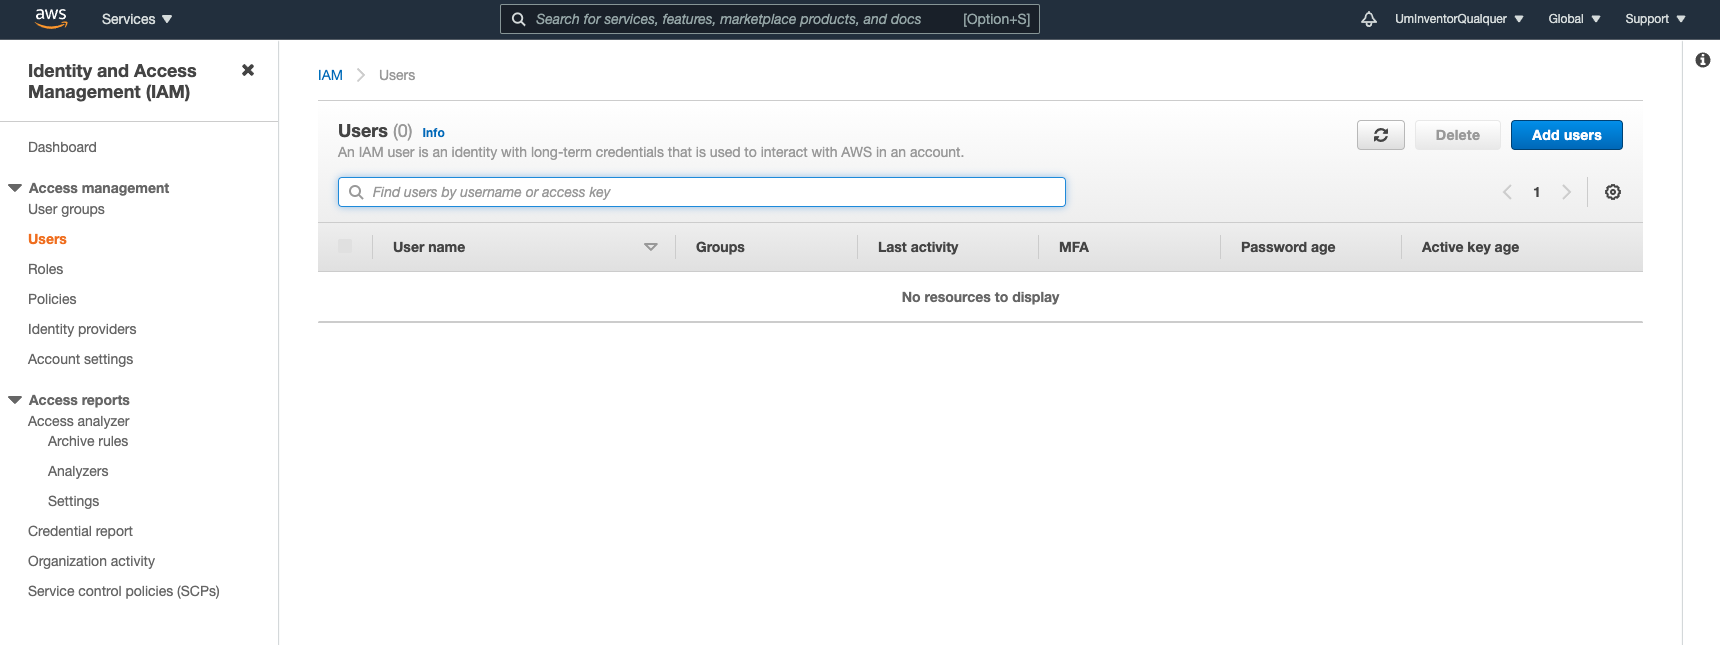 aws
Services
Search for services, features, marketplace products, and docs [Option+S]
UmInventorQualquer
Global
Support
Identity and Access
Management (IAM)
Dashboard
Access management
User groups
Users
Roles
Policies
Identity providers
Account settings
Access reports
Access analyzer
Archive rules
Analyzers
Settings
Credential report
Organization activity
Service control policies (SCPs)
IAM Users
Users (0) Info
An IAM user is an identity with long-term credentials that is used to interact with AWS in an account.
Delete
Add users
Find users by username or access key
1
User name Groups Last activity MFA Password age Active key age
No resources to display